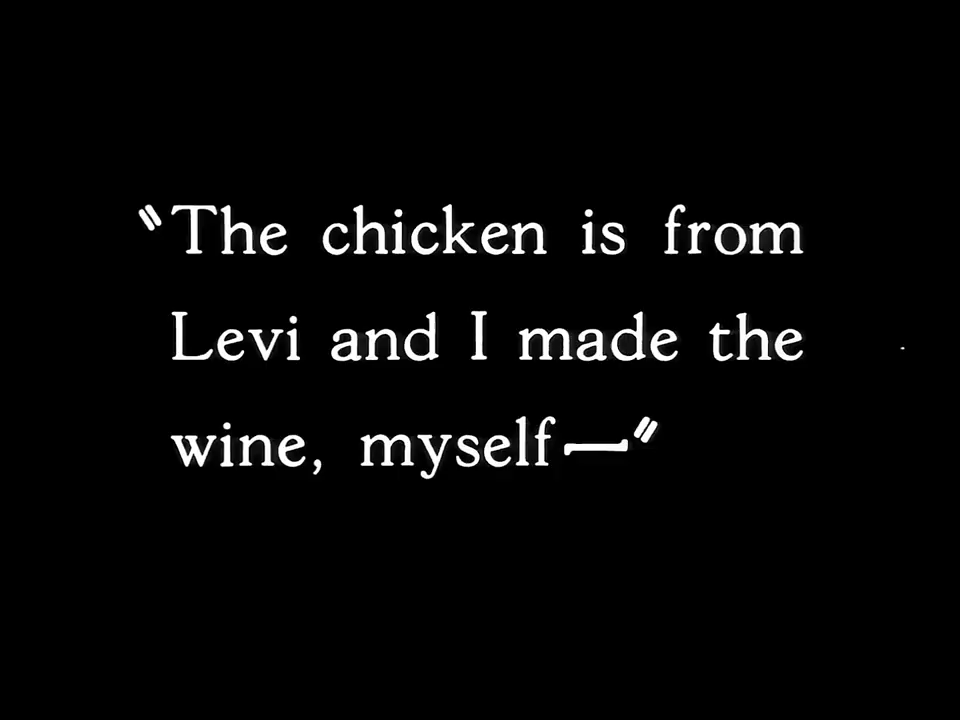 "The chicken is from
Levi and I made the
wine, myself—"